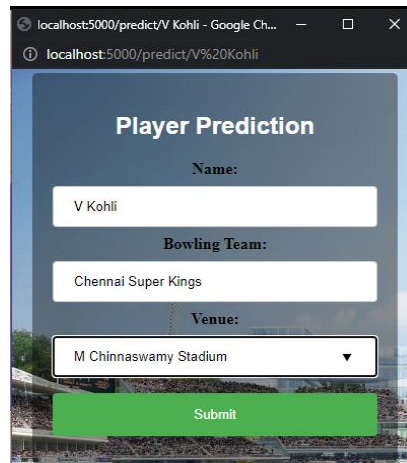 localhost:5000/predict/V Kohli - Google Ch...
localhost:5000/predict/V%20Kohli
Player Prediction
Name:
V Kohli
Bowling Team:
Chennai Super Kings
Venue:
M Chinnaswamy Stadium
Submit